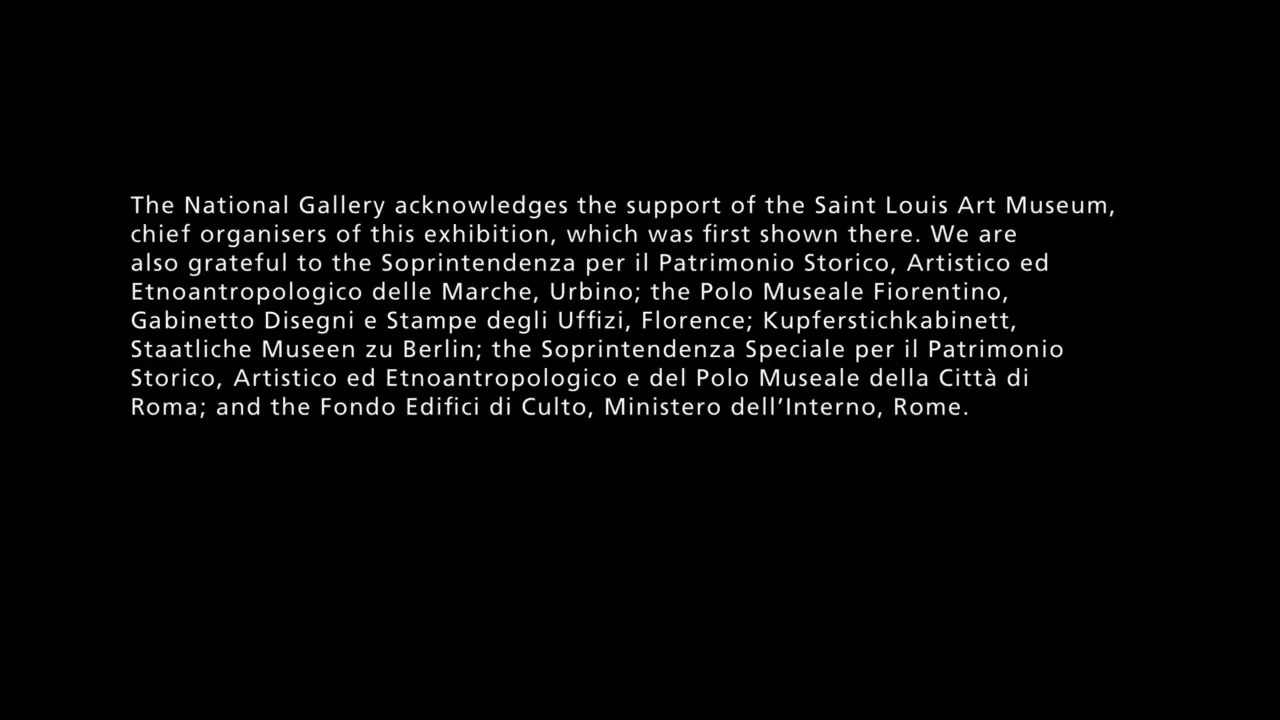 The National Gallery acknowledges the support of the Saint Louis Art Museum,
chief organisers of this exhibition, which was first shown there. We are
also grateful to the Soprintendenza per il Patrimonio Storico, Artistico ed
Etnoantropologico delle Marche, Urbino; the Polo Museale Fiorentino,
Gabinetto Disegni e Stampe degli Uffizi, Florence; Kupferstichkabinett,
Staatliche Museen zu Berlin; the Soprintendenza Speciale per il Patrimonio
Storico, Artistico ed Etnoantropologico e del Polo Museale della Città di
Roma; and the Fondo Edifici di Culto, Ministero dell’Interno, Rome.